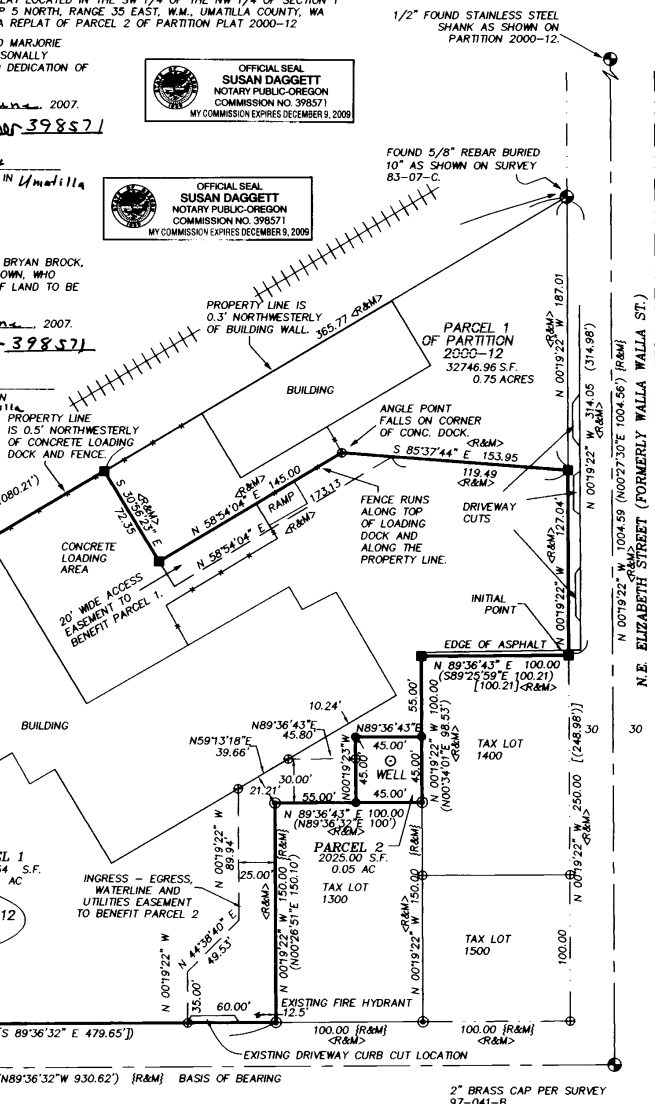 LOCATED IN THE SW 1/4 OF THE NW 1/4 OF SECTION 1
P 5 NORTH, RANGE 35 EAST, W.M., UMATILLA COUNTY, WA
A REPLAT OF PARCEL 2 OF PARTITION PLAT 2000-12
MARJORIE
SONALLY
DEDICATION OF
2007.
398571
IN Umatilla
OFFICIAL SEAL
SUSAN DAGGETT
NOTARY PUBLIC-OREGON
COMMISSION NO. 398571
MY COMMISSION EXPIRES DECEMBER 9, 2009
OFFICIAL SEAL
SUSAN DAGGETT
NOTARY PUBLIC-OREGON
COMMISSION NO. 398571
MY COMMISSION EXPIRES DECEMBER 9, 2009
BRYAN BROCK,
OWN, WHO
F LAND TO BE
2007.
398571
1/2" FOUND STAINLESS STEEL
SHANK AS SHOWN ON
PARTITION 2000-12.
FOUND 5/8" REBAR BURIED
10" AS SHOWN ON SURVEY
83-07-C.
PROPERTY LINE IS
0.3' NORTHWESTERLY
OF BUILDING WALL.
365.77 <R&M>
PARCEL 1
OF PARTITION
2000-12
32746.96 S.F.
0.75 ACRES
BUILDING
N 00°19'22" W 187.01
<R&M>
N 00°19'22" W 314.05 (314.98')
<R&M>
N 00°19'22" W 1004.59 (N00°27'30"E 1004.56') {R&M}
<R&M>
N.E. ELIZABETH STREET (FORMERLY WALLA WALLA ST.)
PROPERTY LINE
IS 0.5' NORTHWESTERLY
OF CONCRETE LOADING
DOCK AND FENCE.
1080.21')
ANGLE POINT
FALLS ON CORNER
OF CONC. DOCK.
<R&M>
S 85°37'44" E 153.95
119.49
<R&M>
S 30°56'23" E
<R&M>
72.35
<R&M>
N 58°54'04" E 145.00
RAMP
173.13
N 58°54'04" E
<R&M>
FENCE RUNS
ALONG TOP
OF LOADING
DOCK AND
ALONG THE
PROPERTY LINE.
DRIVEWAY
CUTS
N 00°19'22" W 127.04'
<R&M>
CONCRETE
LOADING
AREA
20' WIDE ACCESS
EASEMENT TO
BENEFIT PARCEL 1.
INITIAL
POINT
EDGE OF ASPHALT
N 89°36'43" E 100.00
(S89°25'59"E 100.21)
[100.21]<R&M>
55.00'
N 00°19'22" W 100.00
(N00°34'01"E 98.53')
<R&M>
10.24'
N89°36'43"E
45.80'
N59°13'18"E
39.66'
N89°36'43"E
45.00'
N00°19'23"W
45.00'
WELL
45.00'
TAX LOT
1400
30
30
BUILDING
30.00'
21.21'
55.00'
45.00'
N 89°36'43" E 100.00
(N89°36'32"E 100')
<R&M>
N 00°19'22" W 250.00 [(248.98')]
<R&M>
PARCEL 2
2025.00 S.F.
0.05 AC
TAX LOT
1300
N 00°19'22" W
89.94'
25.00'
<R&M>
N 00°19'22" W 150.00 {R&M}
(N00°26'51"E 150.10')
N 00°19'22" W 150.00 {R&M}
<R&M>
EL 1
S.F.
AC
12
INGRESS – EGRESS,
WATERLINE AND
UTILITIES EASEMENT
TO BENEFIT PARCEL 2
N 44°38'40" E
49.53'
TAX LOT
1500
100.00
N 00°19'22" W
35.00'
60.00'
EXISTING FIRE HYDRANT
12.5'
S 89°36'32" E 479.65'])
100.00 {R&M}
<R&M>
100.00 {R&M}
<R&M>
EXISTING DRIVEWAY CURB CUT LOCATION
N89°36'32"W 930.62') {R&M} BASIS OF BEARING
2" BRASS CAP PER SURVEY
97-041-B